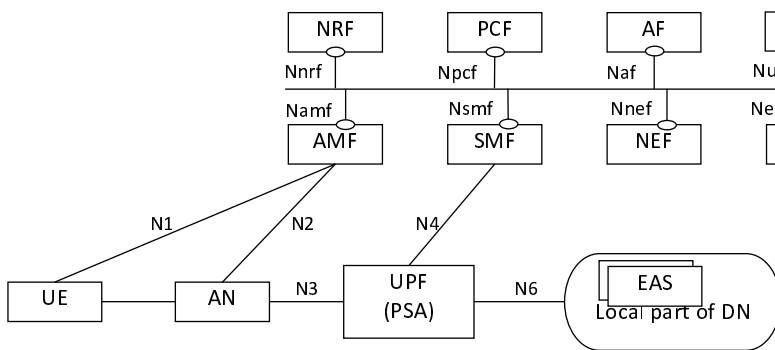 NRF
PCF
AF
Nnrf
Npcf
Naf
Nu
Namf
Nsmf
Nnef
Ne
AMF
SMF
NEF
N1
N2
N4
UE
AN
N3
UPF
(PSA)
N6
EAS
Local part of DN